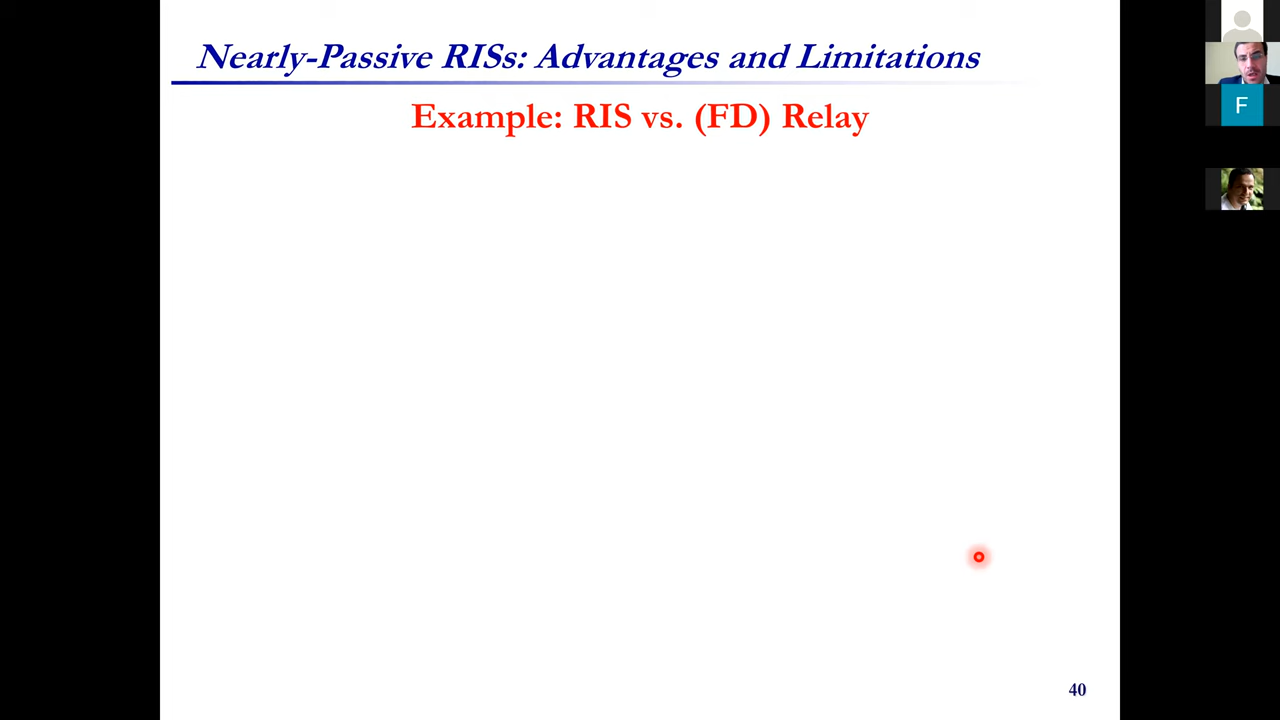 Nearly-Passive RISs: Advantages and Limitations
Example: RIS vs. (FD) Relay
F
40